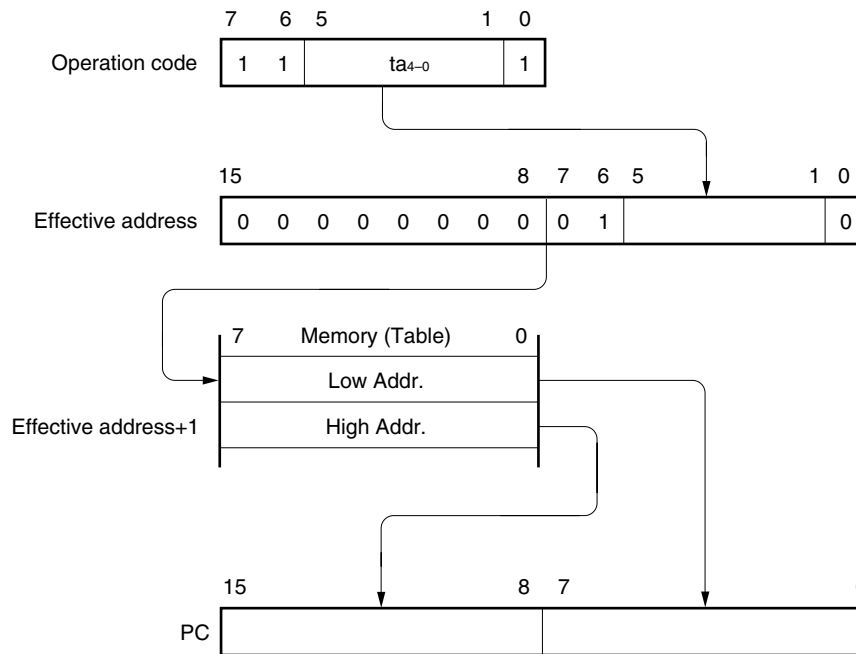 7 6 5 1 0
Operation code 1 1 ta4–0 1
15 8 7 6 5 1 0
Effective address 0 0 0 0 0 0 0 0 0 1 0
7 Memory (Table) 0
Low Addr.
Effective address+1 High Addr.
15 8 7
PC